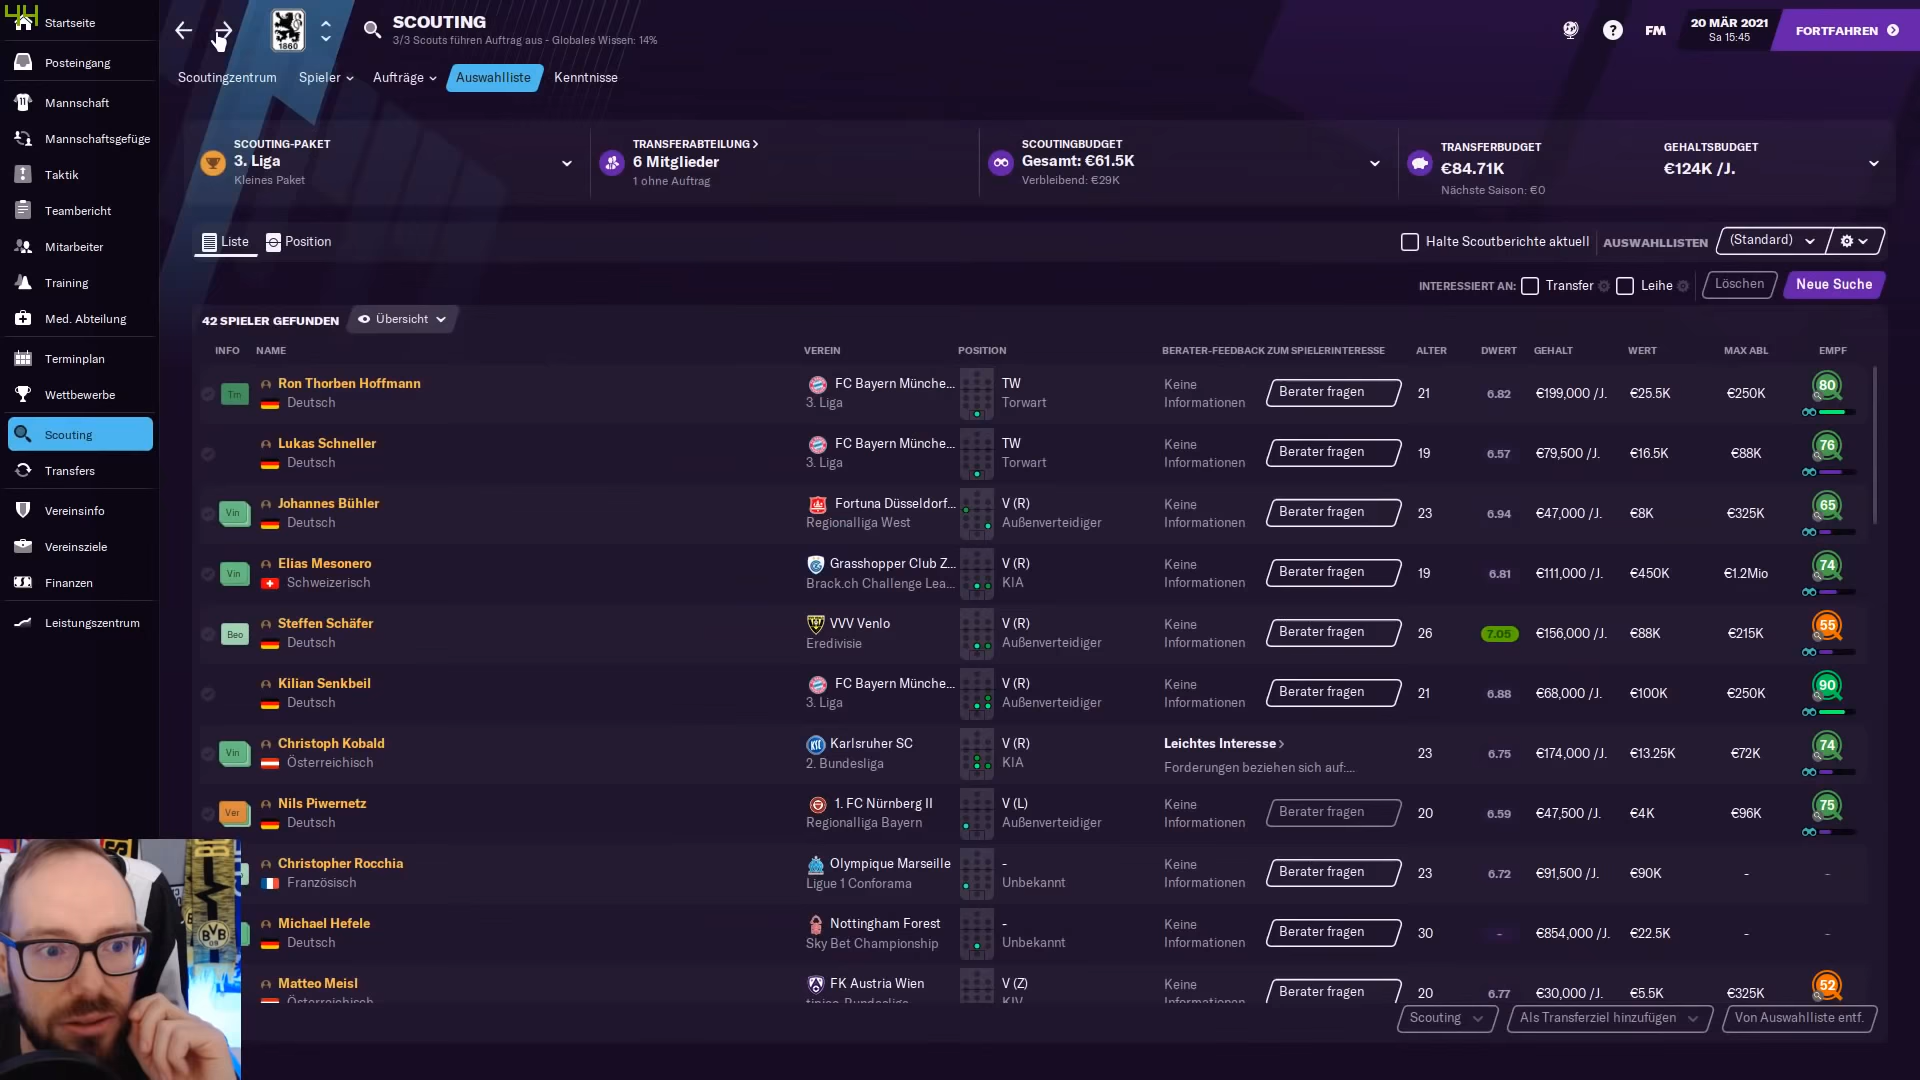 44
Startseite
Posteingang
Mannschaft
Mannschaftsgefüge
Taktik
Teambericht
Mitarbeiter
Training
Med. Abteilung
Terminplan
Wettbewerbe
Scouting
Transfers
Vereinsinfo
Vereinsziele
Finanzen
Leistungszentrum
1860
SCOUTING
3/3 Scouts führen Auftrag aus - Globales Wissen: 14%
FM
20 MÄR 2021
Sa 15:45
FORTFAHREN
Scoutingzentrum Spieler Aufträge Auswahlliste Kenntnisse
SCOUTING-PAKET
3. Liga
Kleines Paket
TRANSFERABTEILUNG
6 Mitglieder
1 ohne Auftrag
SCOUTINGBUDGET
Gesamt: €61.5K
Verbleibend: €29K
TRANSFERBUDGET
€84.71K
Nächste Saison: €0
GEHALTSBUDGET
€124K /J.
Liste Position
Halte Scoutberichte aktuell AUSWAHLLISTEN (Standard)
INTERESSIERT AN: Transfer Leihe Löschen Neue Suche
42 SPIELER GEFUNDEN Übersicht
INFO NAME VEREIN POSITION BERATER-FEEDBACK ZUM SPIELERINTERESSE ALTER DWERT GEHALT WERT MAX ABL EMPF
Trn Ron Thorben Hoffmann FC Bayern Münche... TW Keine Informationen Berater fragen 21 6.82 €199,000 /J. €25.5K €250K 80
Deutsch 3. Liga Torwart
Lukas Schneller FC Bayern Münche... TW Keine Informationen Berater fragen 19 6.57 €79,500 /J. €16.5K €88K 76
Deutsch 3. Liga Torwart
Vin Johannes Bühler Fortuna Düsseldorf... V (R) Keine Informationen Berater fragen 23 6.94 €47,000 /J. €8K €325K 65
Deutsch Regionalliga West Außenverteidiger
Vin Elias Mesonero Grasshopper Club Z... V (R) Keine Informationen Berater fragen 19 6.81 €111,000 /J. €450K €1.2Mio 74
Schweizerisch Brack.ch Challenge Lea... KIA
Beo Steffen Schäfer VVV Venlo V (R) Keine Informationen Berater fragen 26 7.05 €156,000 /J. €88K €215K 55
Deutsch Eredivisie Außenverteidiger
Kilian Senkbeil FC Bayern Münche... V (R) Keine Informationen Berater fragen 21 6.88 €68,000 /J. €100K €250K 90
Deutsch 3. Liga Außenverteidiger
Vin Christoph Kobald Karlsruher SC V (R) Leichtes Interesse 23 6.75 €174,000 /J. €13.25K €72K 74
Österreichisch 2. Bundesliga KIA Forderungen beziehen sich auf:...
Ver Nils Piwernetz 1. FC Nürnberg II V (L) Keine Informationen Berater fragen 20 6.59 €47,500 /J. €4K €96K 75
Deutsch Regionalliga Bayern Außenverteidiger
Christopher Rocchia Olympique Marseille - Keine Informationen Berater fragen 23 6.72 €91,500 /J. €90K - -
Französisch Ligue 1 Conforama Unbekannt
Michael Hefele Nottingham Forest - Keine Informationen Berater fragen 30 - €854,000 /J. €22.5K - -
Deutsch Sky Bet Championship Unbekannt
Matteo Meisl FK Austria Wien V (Z) Keine Informationen Berater fragen 20 6.77 €30,000 /J. €5.5K €325K 52
Österreichisch tipico Bundesliga KIV
Scouting Als Transferziel hinzufügen Von Auswahlliste entf.
BVB
09